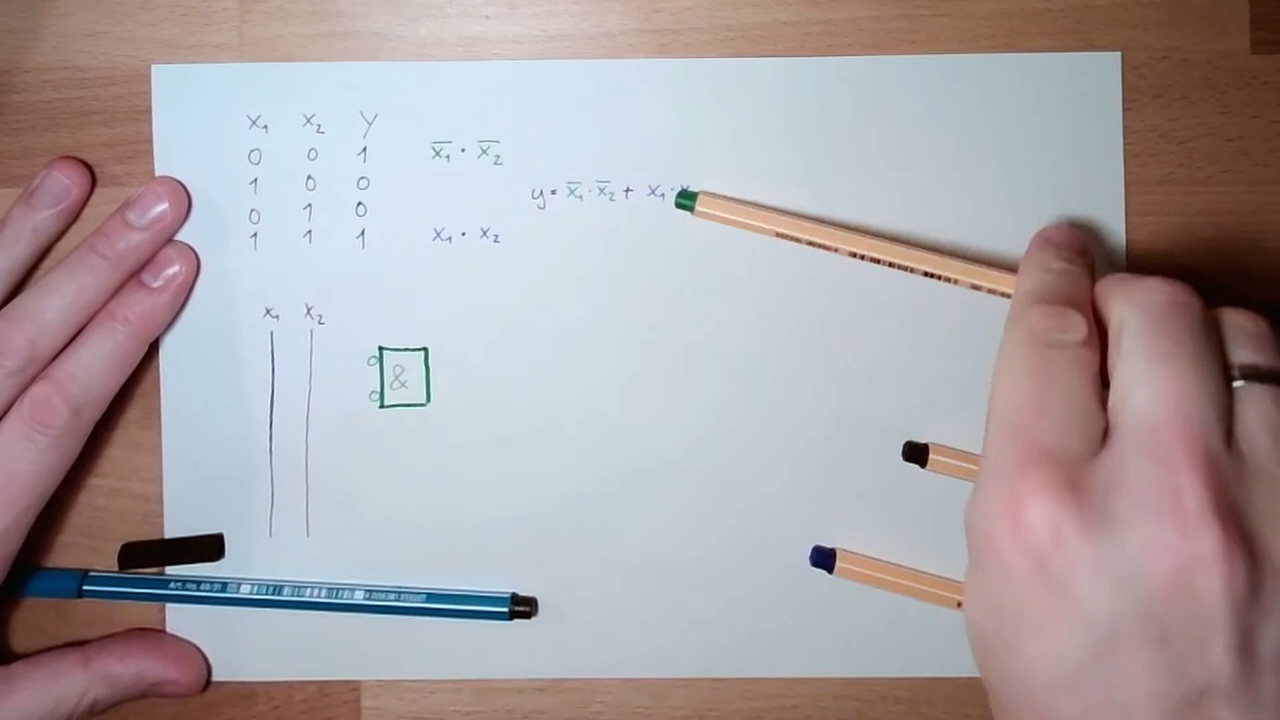 x₁ x₂ y
0 0 1
1 0 0
0 1 0
1 1 1
x̅₁ · x̅₂
y = x̅₁ · x̅₂ + x₁ ·
x₁ · x₂
x₁ x₂
&